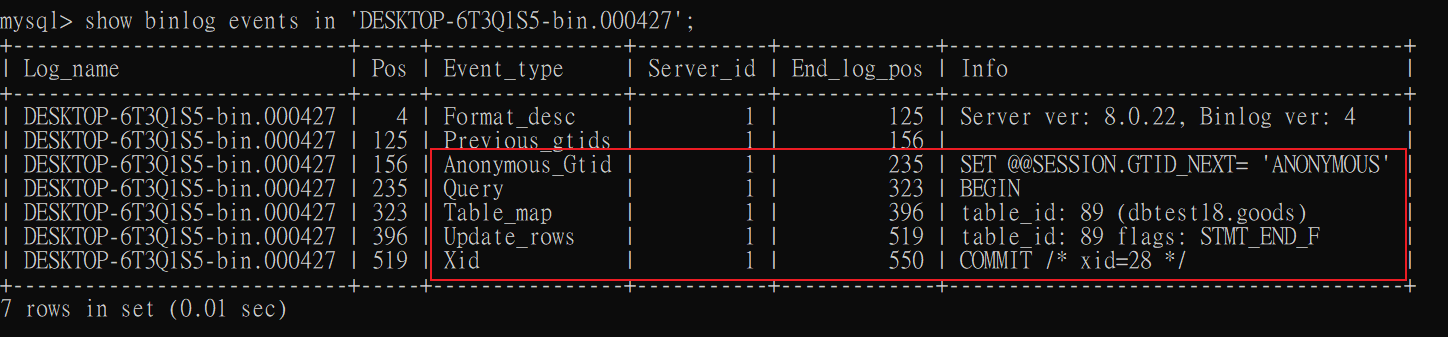 mysql> show binlog events in 'DESKTOP-6T3Q1S5-bin.000427';
+-----------------------------+-----+----------------+-----------+-------------+--------------------------------------+
| Log_name | Pos | Event_type | Server_id | End_log_pos | Info |
+-----------------------------+-----+----------------+-----------+-------------+--------------------------------------+
| DESKTOP-6T3Q1S5-bin.000427 | 4 | Format_desc | 1 | 125 | Server ver: 8.0.22, Binlog ver: 4 |
| DESKTOP-6T3Q1S5-bin.000427 | 125 | Previous_gtids | 1 | 156 | |
| DESKTOP-6T3Q1S5-bin.000427 | 156 | Anonymous_Gtid | 1 | 235 | SET @@SESSION.GTID_NEXT= 'ANONYMOUS' |
| DESKTOP-6T3Q1S5-bin.000427 | 235 | Query | 1 | 323 | BEGIN |
| DESKTOP-6T3Q1S5-bin.000427 | 323 | Table_map | 1 | 396 | table_id: 89 (dbtest18.goods) |
| DESKTOP-6T3Q1S5-bin.000427 | 396 | Update_rows | 1 | 519 | table_id: 89 flags: STMT_END_F |
| DESKTOP-6T3Q1S5-bin.000427 | 519 | Xid | 1 | 550 | COMMIT /* xid=28 */ |
+-----------------------------+-----+----------------+-----------+-------------+--------------------------------------+
7 rows in set (0.01 sec)